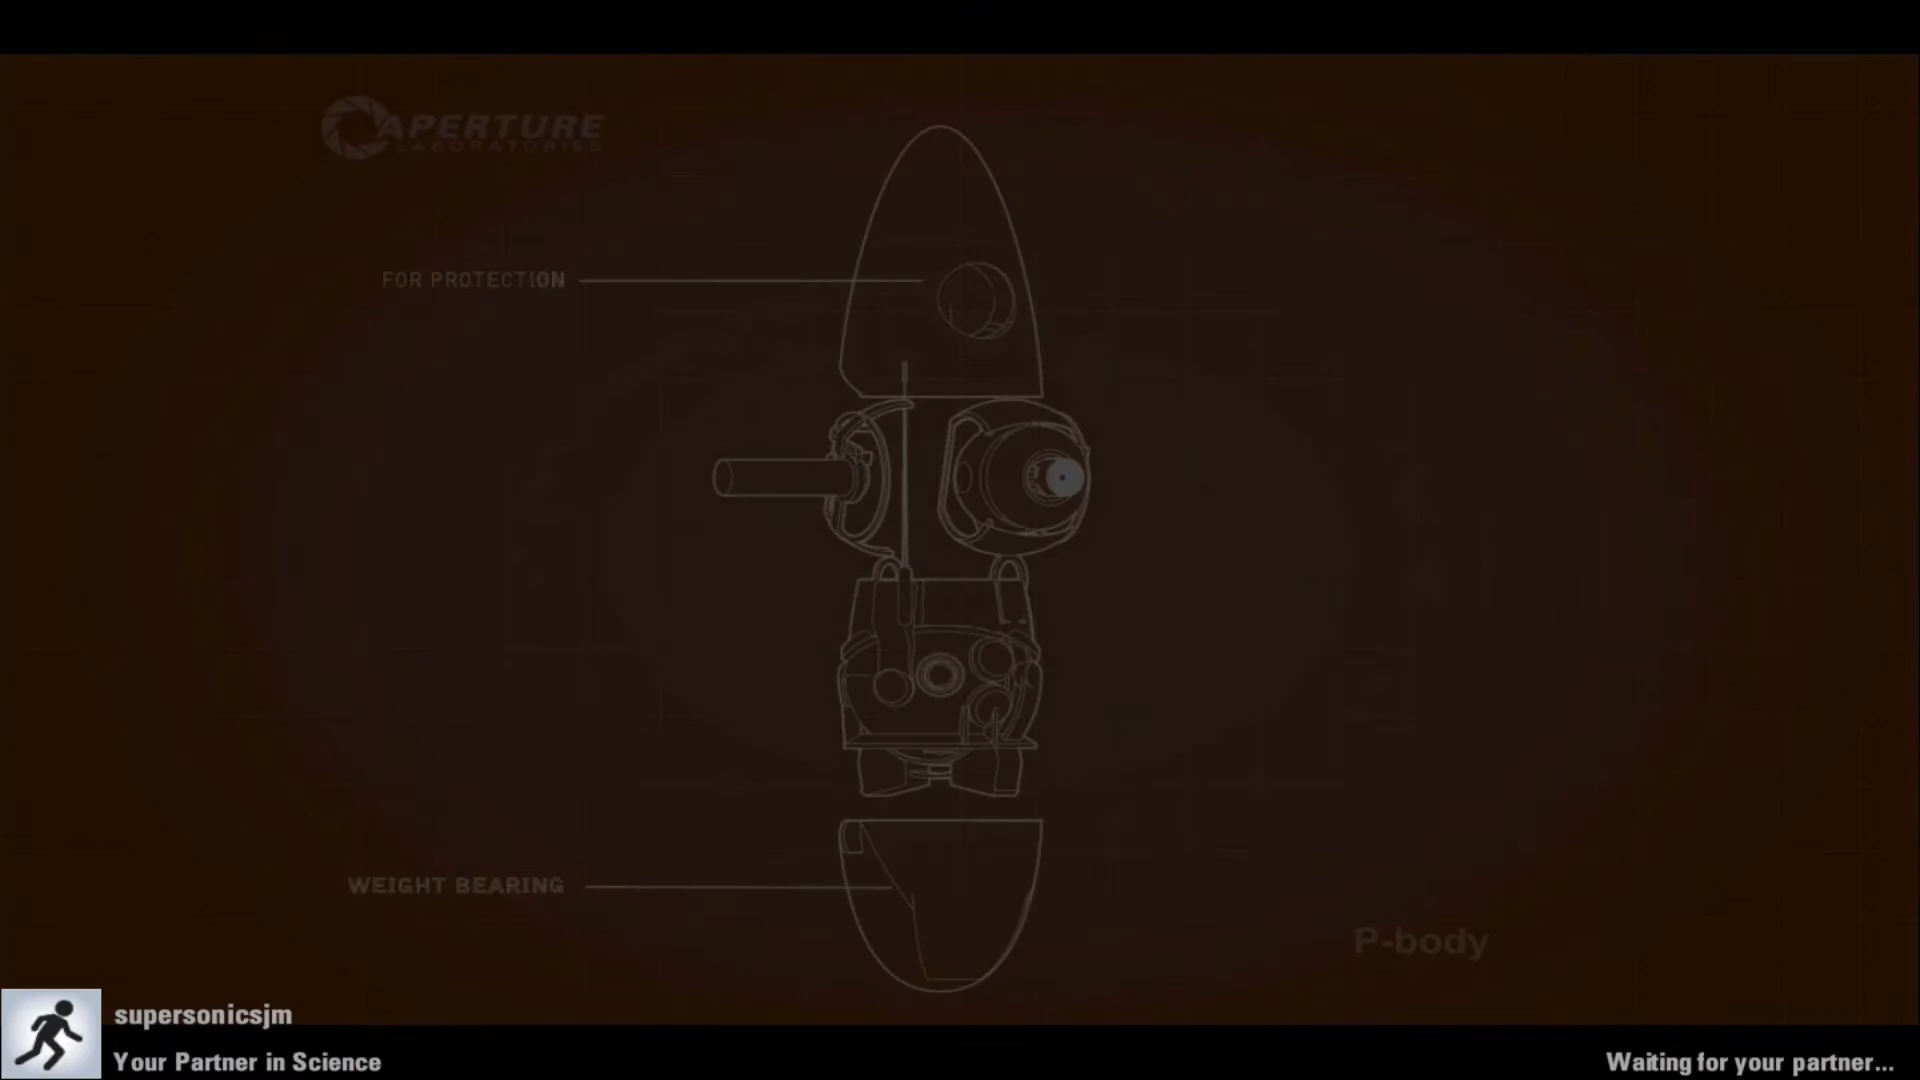 APERTURE
LABORATORIES
FOR PROTECTION
WEIGHT BEARING
P-body
supersonicsjm
Your Partner in Science
Waiting for your partner...